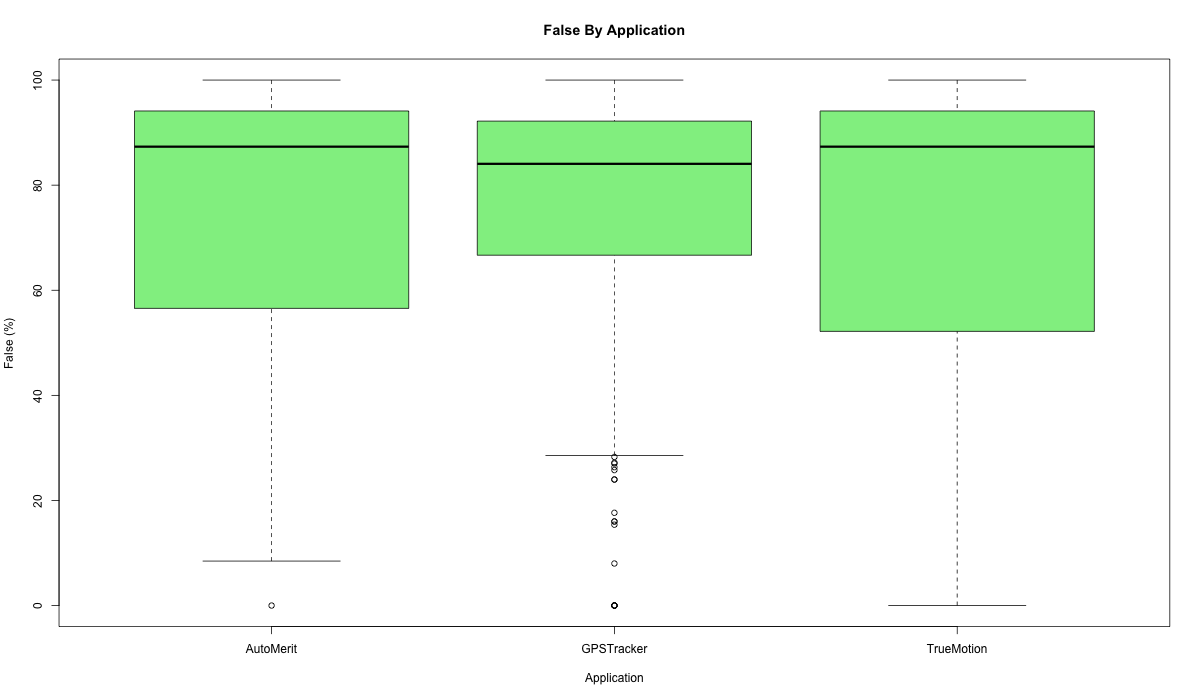 False By Application
False (%)
100
80
60
40
20
0
AutoMerit GPSTracker TrueMotion
Application